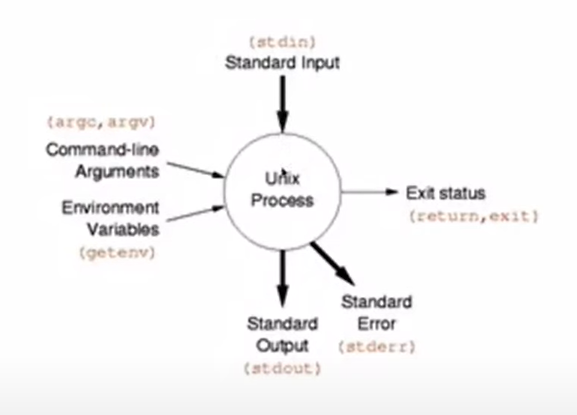 (stdin)
Standard Input
(argc,argv)
Command-line
Arguments
Environment
Variables
(getenv)
Unix
Process
Exit status
(return,exit)
Standard
Output
(stdout)
Standard
Error
(stderr)